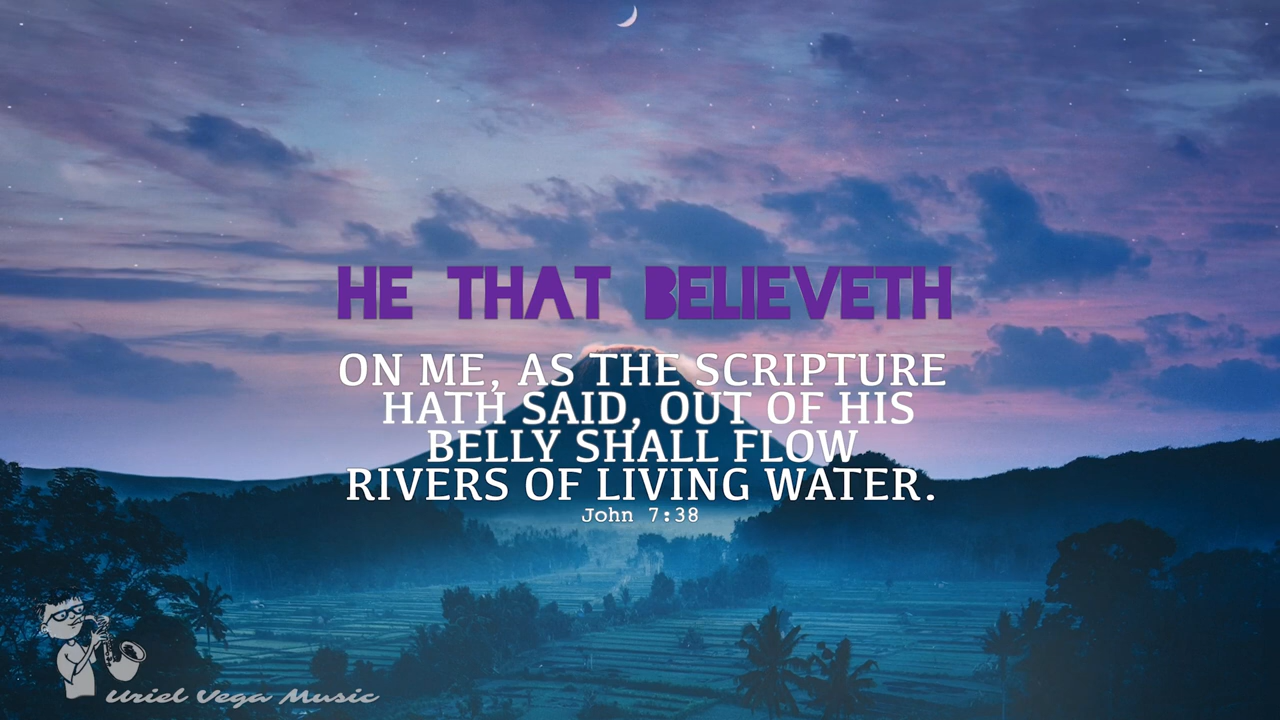 HE THAT BELIEVETH
ON ME, AS THE SCRIPTURE
HATH SAID, OUT OF HIS
BELLY SHALL FLOW
RIVERS OF LIVING WATER.
John 7:38
Uriel Vega Music